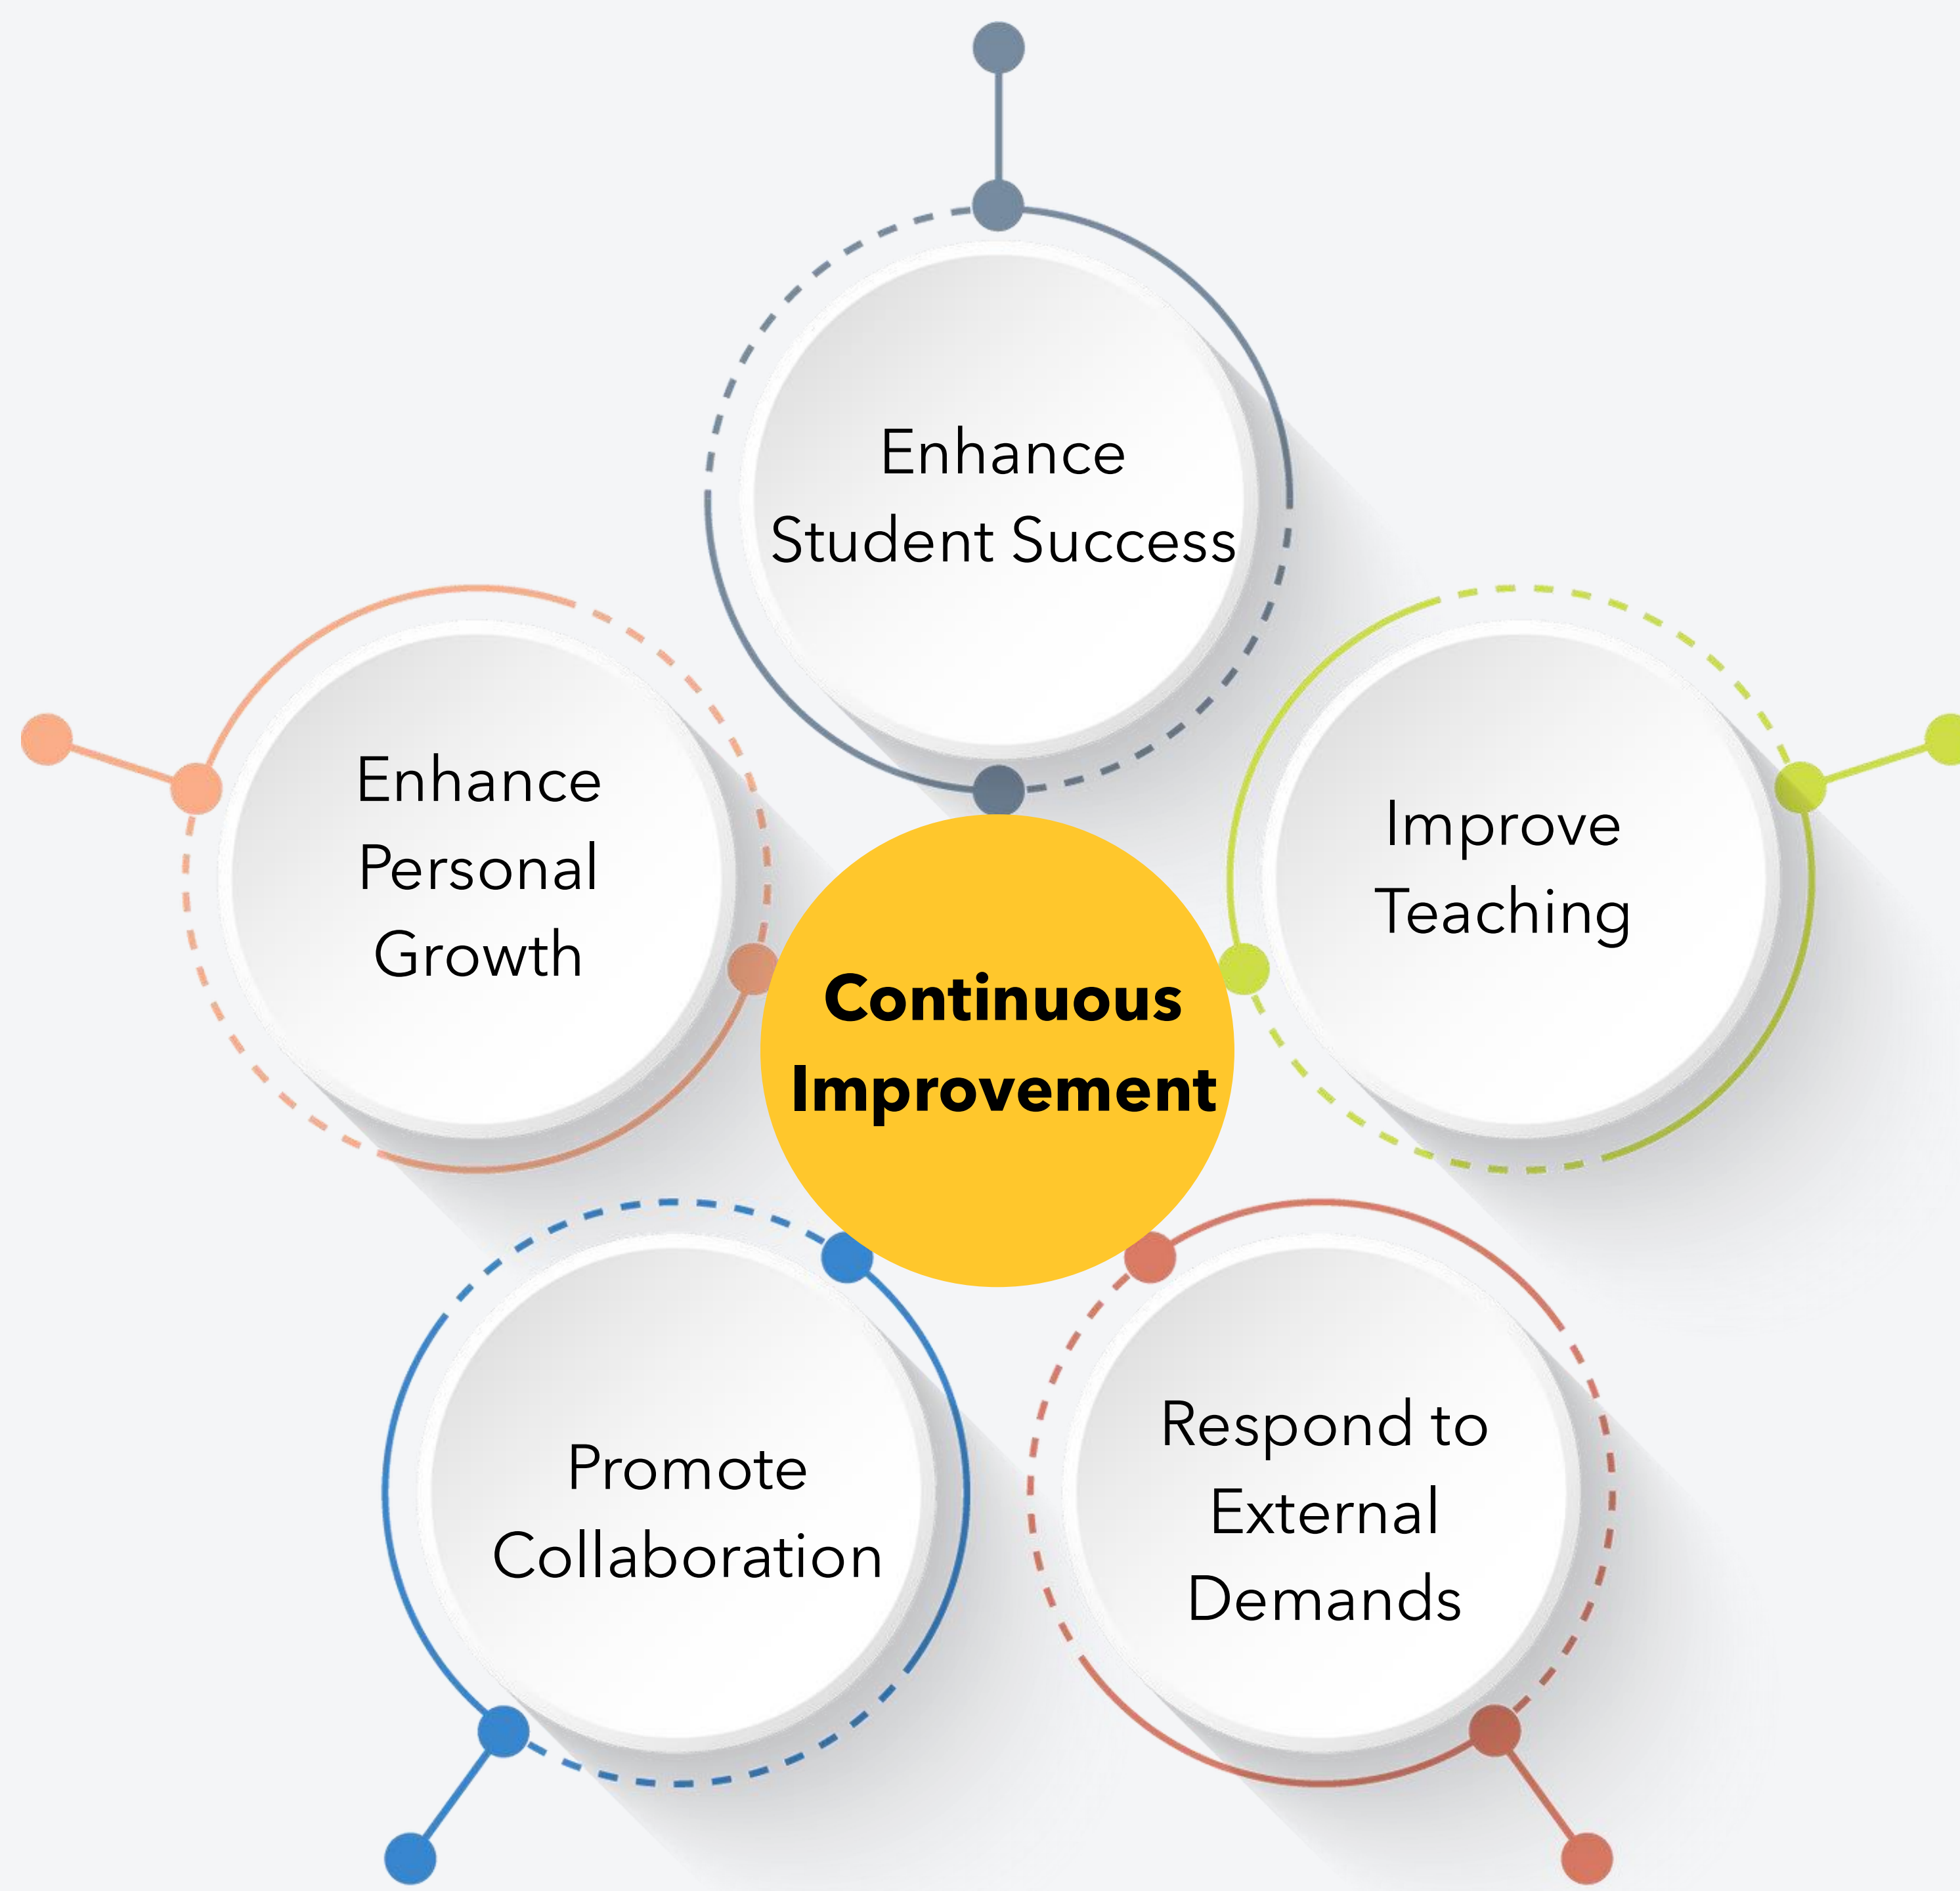 Enhance
Student Success
Enhance
Personal
Growth
Improve
Teaching
Continuous
Improvement
Promote
Collaboration
Respond to
External
Demands